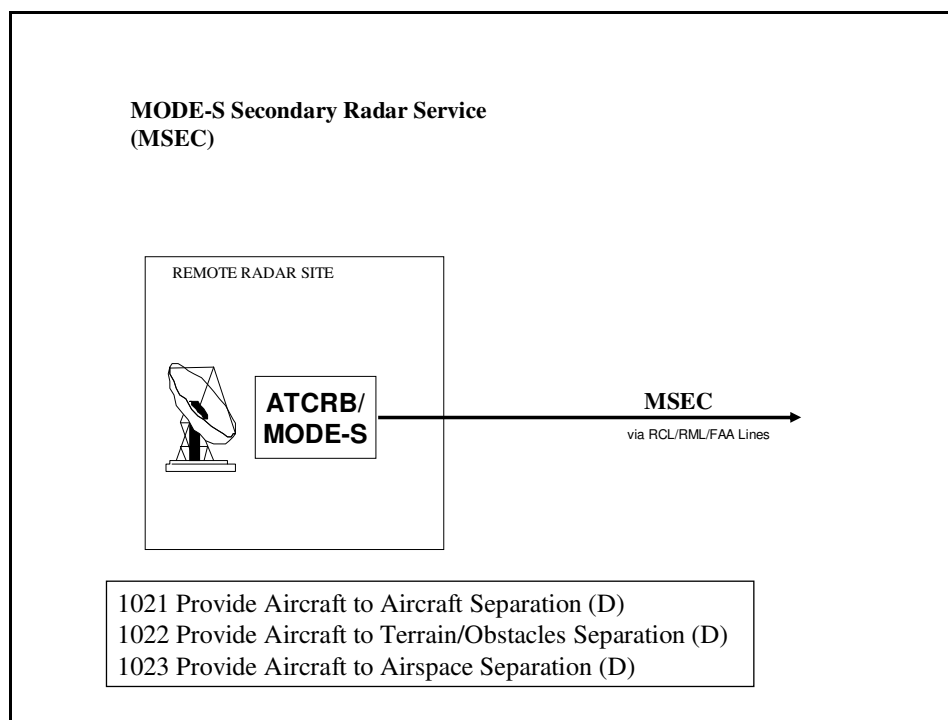 MODE-S Secondary Radar Service
(MSEC)
REMOTE RADAR SITE
ATCRB/
MODE-S
MSEC
via RCL/RML/FAA Lines
1021 Provide Aircraft to Aircraft Separation (D)
1022 Provide Aircraft to Terrain/Obstacles Separation (D)
1023 Provide Aircraft to Airspace Separation (D)